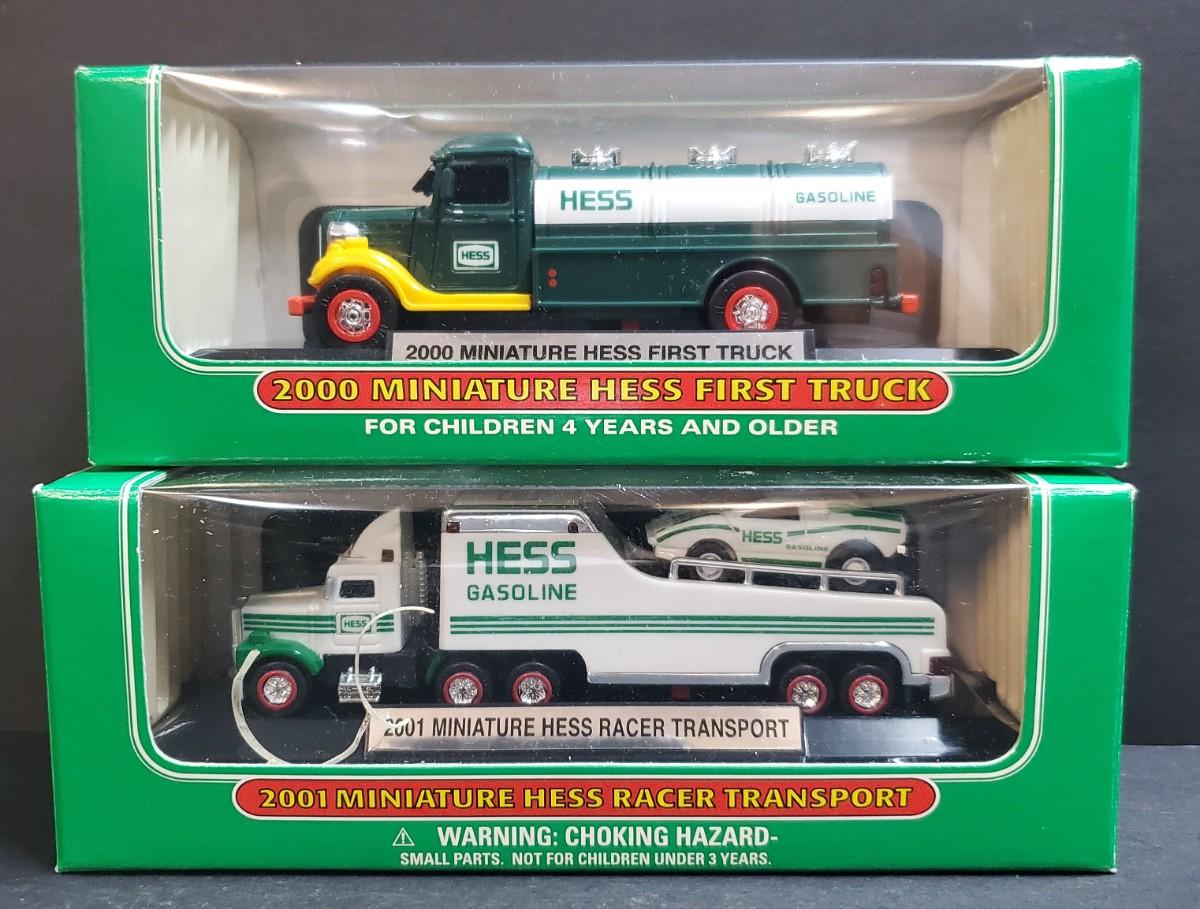 HESS
GASOLINE
HESS
2000 MINIATURE HESS FIRST TRUCK
2000 MINIATURE HESS FIRST TRUCK
FOR CHILDREN 4 YEARS AND OLDER
HESS
GASOLINE
HESS
GASOLINE
HESS
2001 MINIATURE HESS RACER TRANSPORT
2001 MINIATURE HESS RACER TRANSPORT
⚠ WARNING: CHOKING HAZARD-
SMALL PARTS. NOT FOR CHILDREN UNDER 3 YEARS.